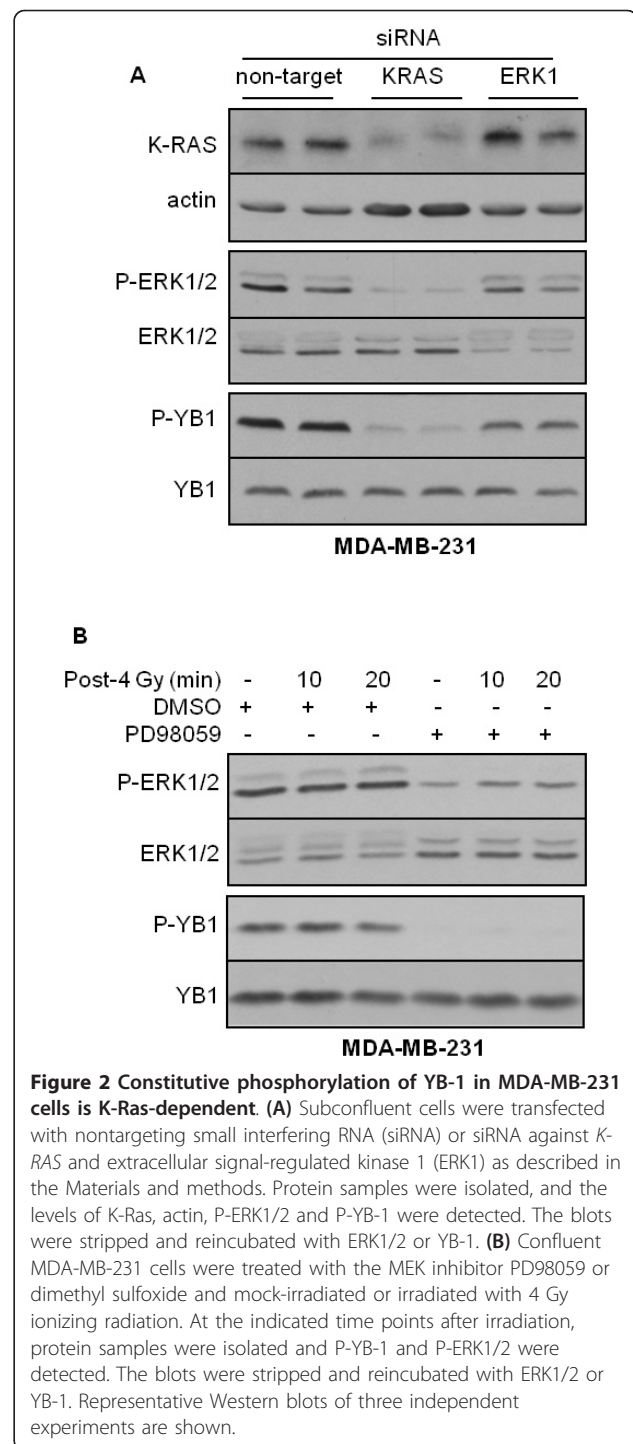 siRNA
A
non-target KRAS ERK1
K-RAS
actin
P-ERK1/2
ERK1/2
P-YB1
YB1
MDA-MB-231
B
Post-4 Gy (min) - 10 20 - 10 20
DMSO + + + - - -
PD98059 - - - + + +
P-ERK1/2
ERK1/2
P-YB1
YB1
MDA-MB-231
Figure 2 Constitutive phosphorylation of YB-1 in MDA-MB-231
cells is K-Ras-dependent. (A) Subconfluent cells were transfected
with nontargeting small interfering RNA (siRNA) or siRNA against K-
RAS and extracellular signal-regulated kinase 1 (ERK1) as described in
the Materials and methods. Protein samples were isolated, and the
levels of K-Ras, actin, P-ERK1/2 and P-YB-1 were detected. The blots
were stripped and reincubated with ERK1/2 or YB-1. (B) Confluent
MDA-MB-231 cells were treated with the MEK inhibitor PD98059 or
dimethyl sulfoxide and mock-irradiated or irradiated with 4 Gy
ionizing radiation. At the indicated time points after irradiation,
protein samples were isolated and P-YB-1 and P-ERK1/2 were
detected. The blots were stripped and reincubated with ERK1/2 or
YB-1. Representative Western blots of three independent
experiments are shown.